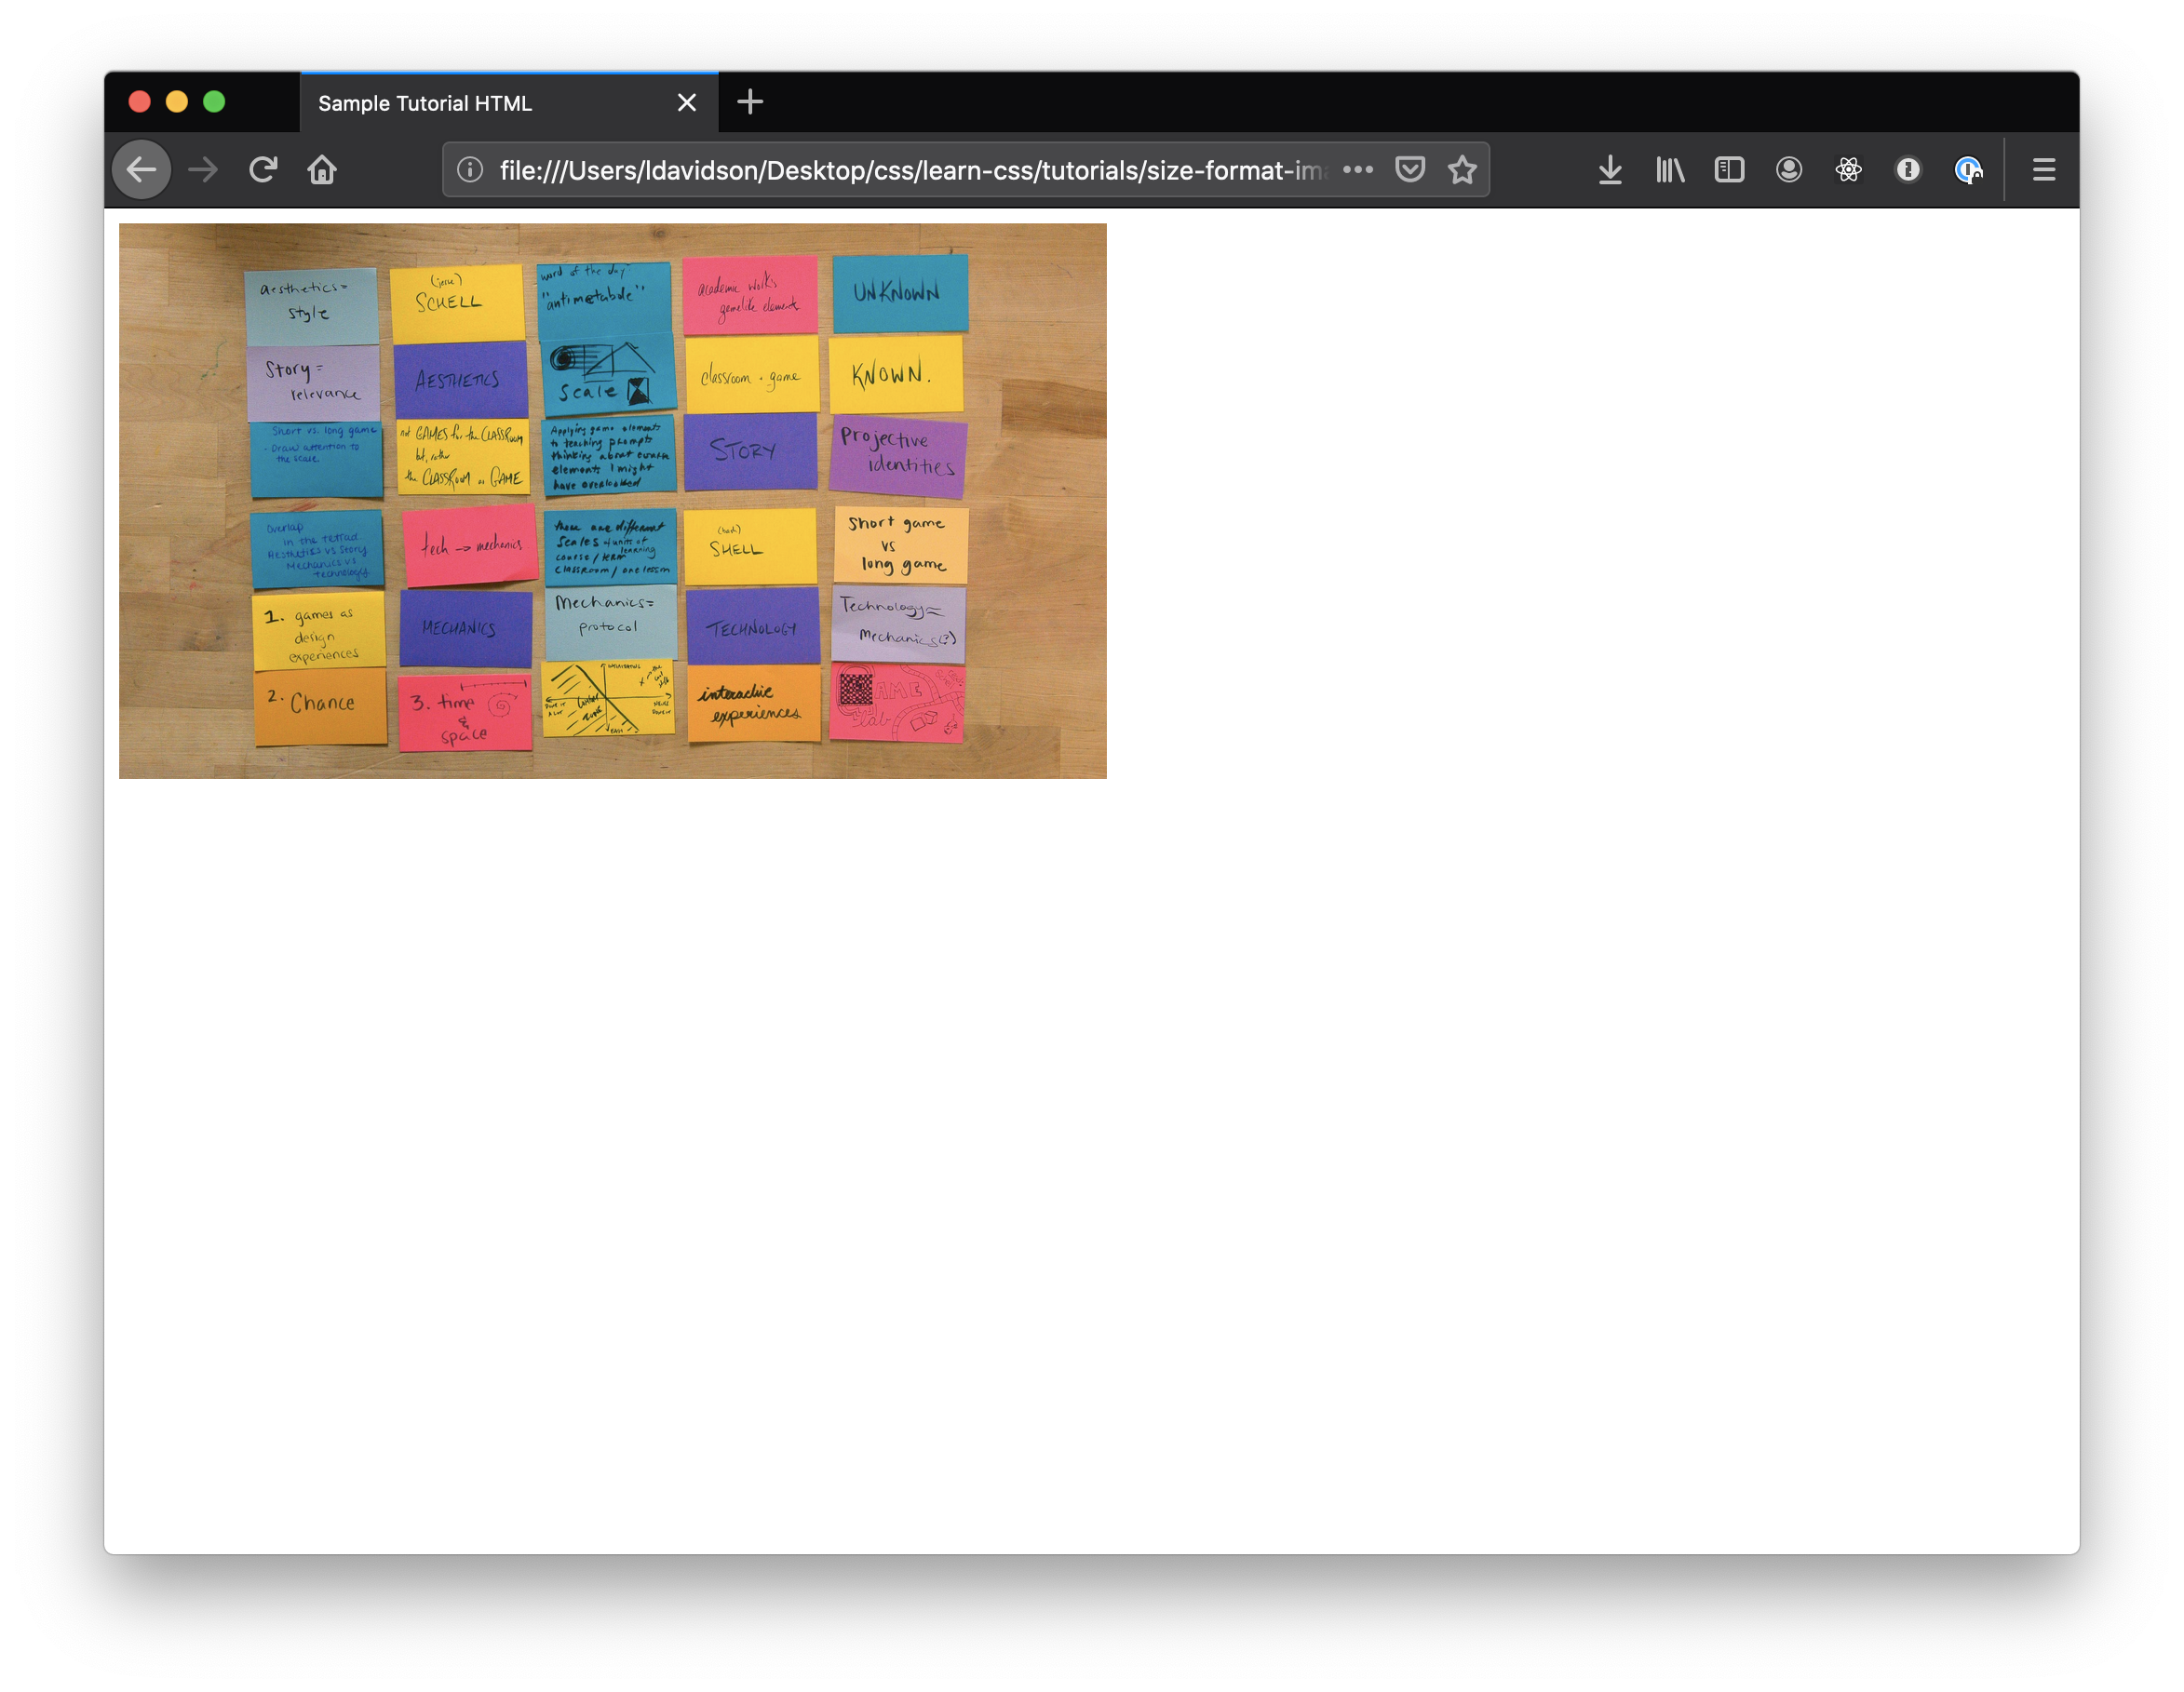 Sample Tutorial HTML
file:///Users/ldavidson/Desktop/css/learn-css/tutorials/size-format-im
aesthetics =
style
(jesse)
SCHELL
word of the day:
"antimetabole"
academic works
gamelike elements
UNKNOWN
Story =
relevance
AESTHETICS
Scale
classroom - game
KNOWN.
Short vs. long game
- Draw attention to
the scale
not GAMES for the CLASSROOM
but, rather
the CLASSROOM as GAME
Applying game elements
to teaching prompts
thinking about course
elements I might
have overlooked
STORY
Projective
identities
Overlap
in the tetrad.
Aesthetics vs Story
Mechanics vs
Technology
tech → mechanics
these are different
scales + units of
learning
course / term
classroom / one lesson
SHELL
Short game
vs
long game
1. games as
design
experiences
MECHANICS
Mechanics=
protocol
TECHNOLOGY
Technology=
Mechanics(?)
2. Chance
3. time
&
space
interactive
experiences
GAME
lab